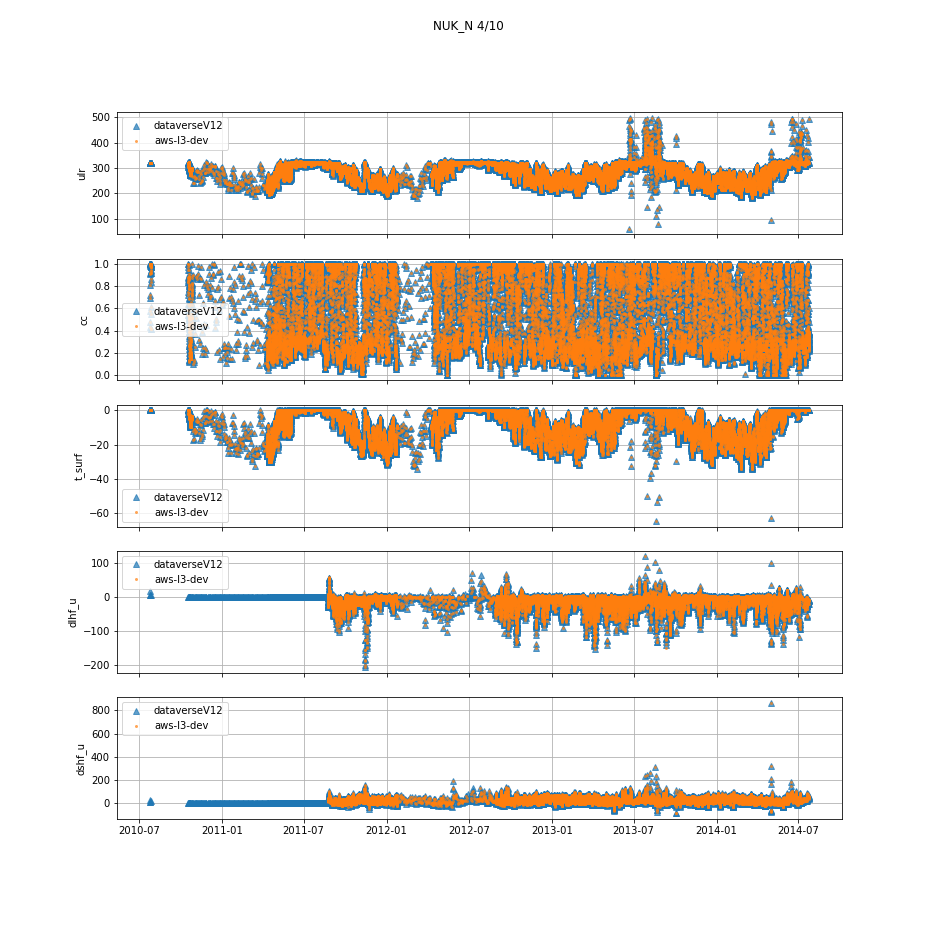 NUK_N 4/10
500
400
300
200
100
ulr
dataverseV12
aws-l3-dev
1.0
0.8
0.6
0.4
0.2
0.0
cc
dataverseV12
aws-l3-dev
0
−20
−40
−60
t_surf
dataverseV12
aws-l3-dev
100
0
−100
−200
dlhf_u
dataverseV12
aws-l3-dev
800
600
400
200
0
dshf_u
dataverseV12
aws-l3-dev
2010-07 2011-01 2011-07 2012-01 2012-07 2013-01 2013-07 2014-01 2014-07